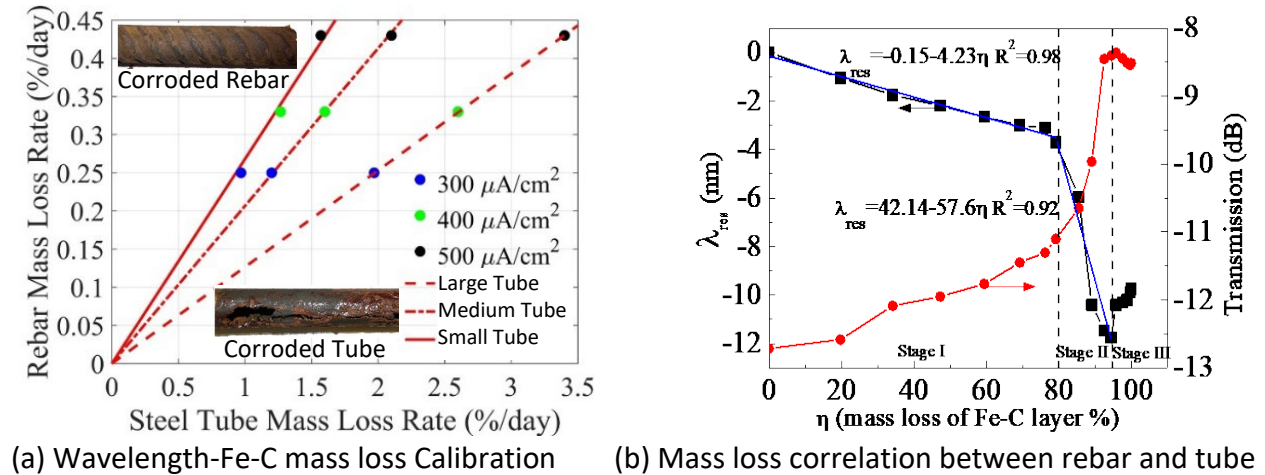 0.45
0.4
0.35
0.3
0.25
0.2
0.15
0.1
0.05
0
Rebar Mass Loss Rate (%/day)
Corroded Rebar
300 μA/cm²
400 μA/cm²
500 μA/cm²
Large Tube
Medium Tube
Small Tube
Corroded Tube
0 0.5 1 1.5 2 2.5 3 3.5
Steel Tube Mass Loss Rate (%/day)
(a) Wavelength-Fe-C mass loss Calibration
0
-2
-4
-6
-8
-10
-12
λres (nm)
λres=-0.15-4.23η R²=0.98
λres=42.14-57.6η R²=0.92
Stage I Stage II Stage III
-8
-9
-10
-11
-12
-13
Transmission (dB)
0 20 40 60 80 100
η (mass loss of Fe-C layer %)
(b) Mass loss correlation between rebar and tube